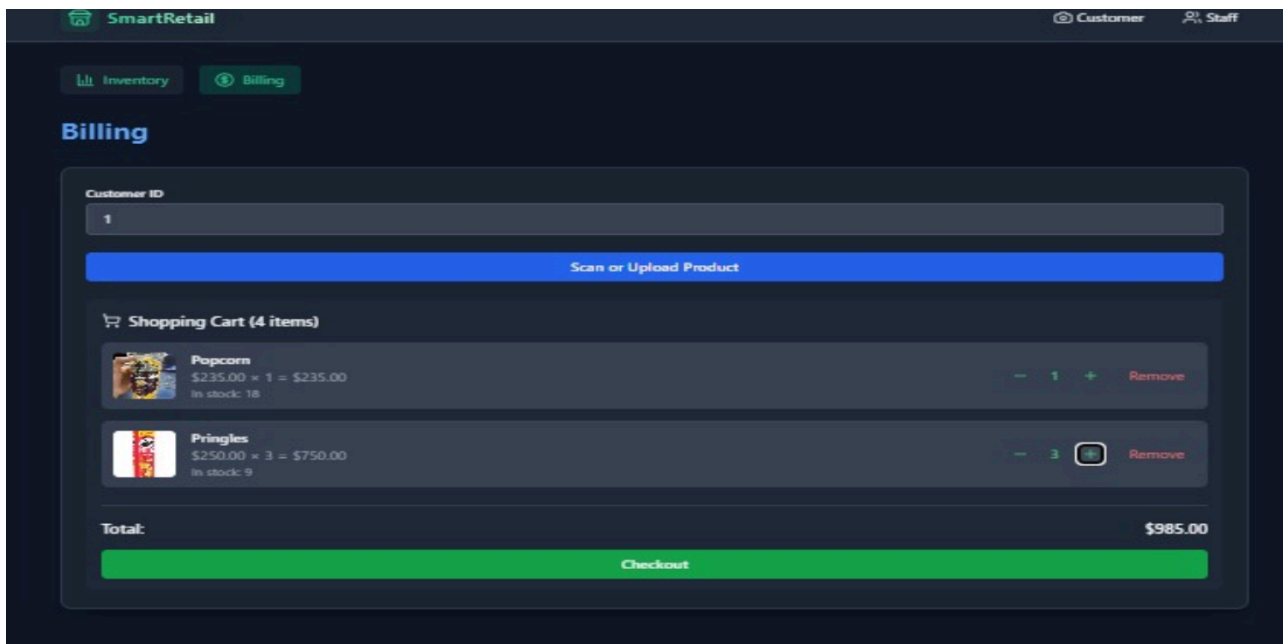 SmartRetail
Customer Staff
Inventory Billing
Billing
Customer ID
1
Scan or Upload Product
Shopping Cart (4 items)
Popcorn
$235.00 × 1 = $235.00
In stock: 18
− 1 + Remove
Pringles
$250.00 × 3 = $750.00
In stock: 9
− 3 + Remove
Total: $985.00
Checkout